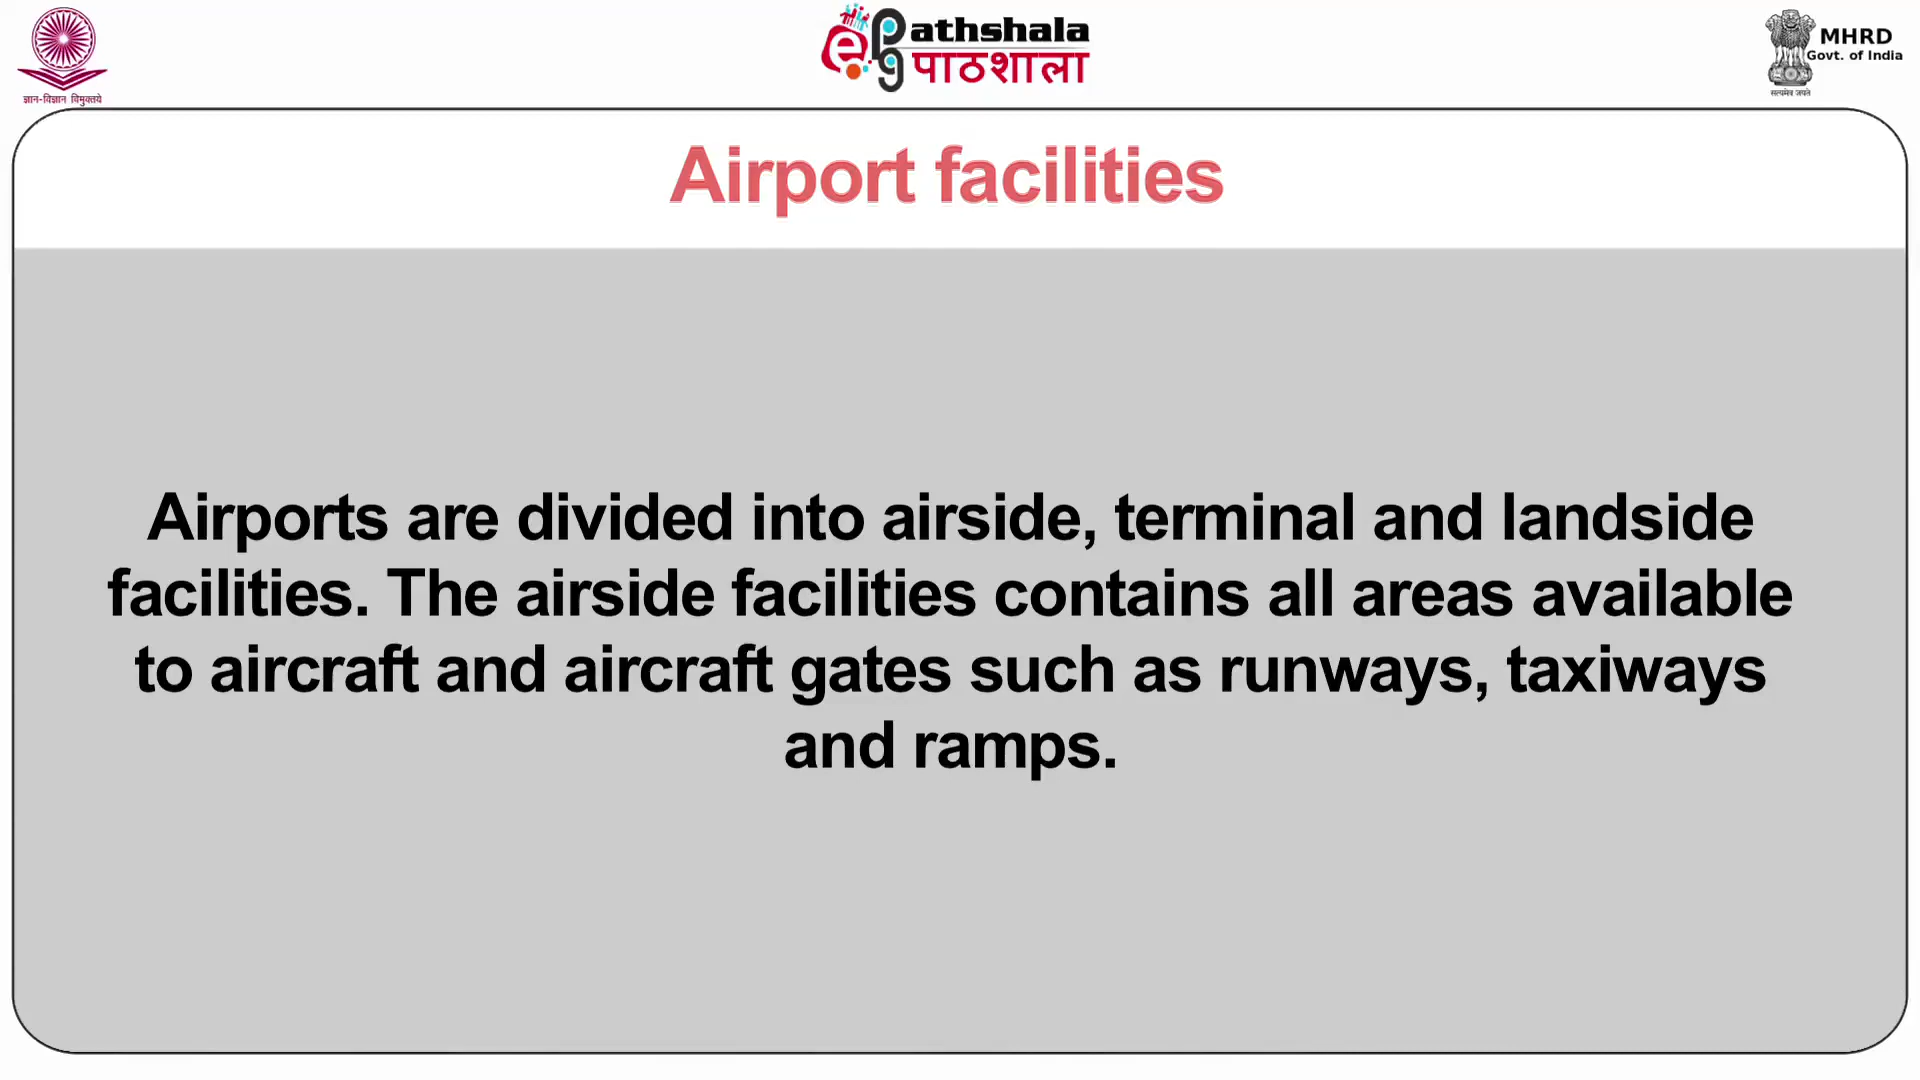 ज्ञान-विज्ञान विमुक्तये
e
Pathshala
पाठशाला
pg
MHRD
Govt. of India
सत्यमेव जयते
Airport facilities
Airports are divided into airside, terminal and landside
facilities. The airside facilities contains all areas available
to aircraft and aircraft gates such as runways, taxiways
and ramps.